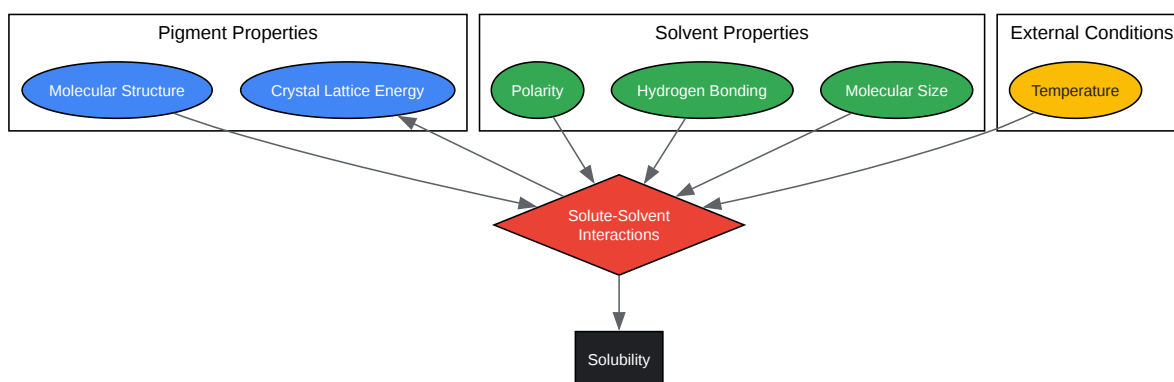 Pigment Properties
Solvent Properties
External Conditions
Molecular Structure
Crystal Lattice Energy
Polarity
Hydrogen Bonding
Molecular Size
Temperature
Solute-Solvent
Interactions
Solubility